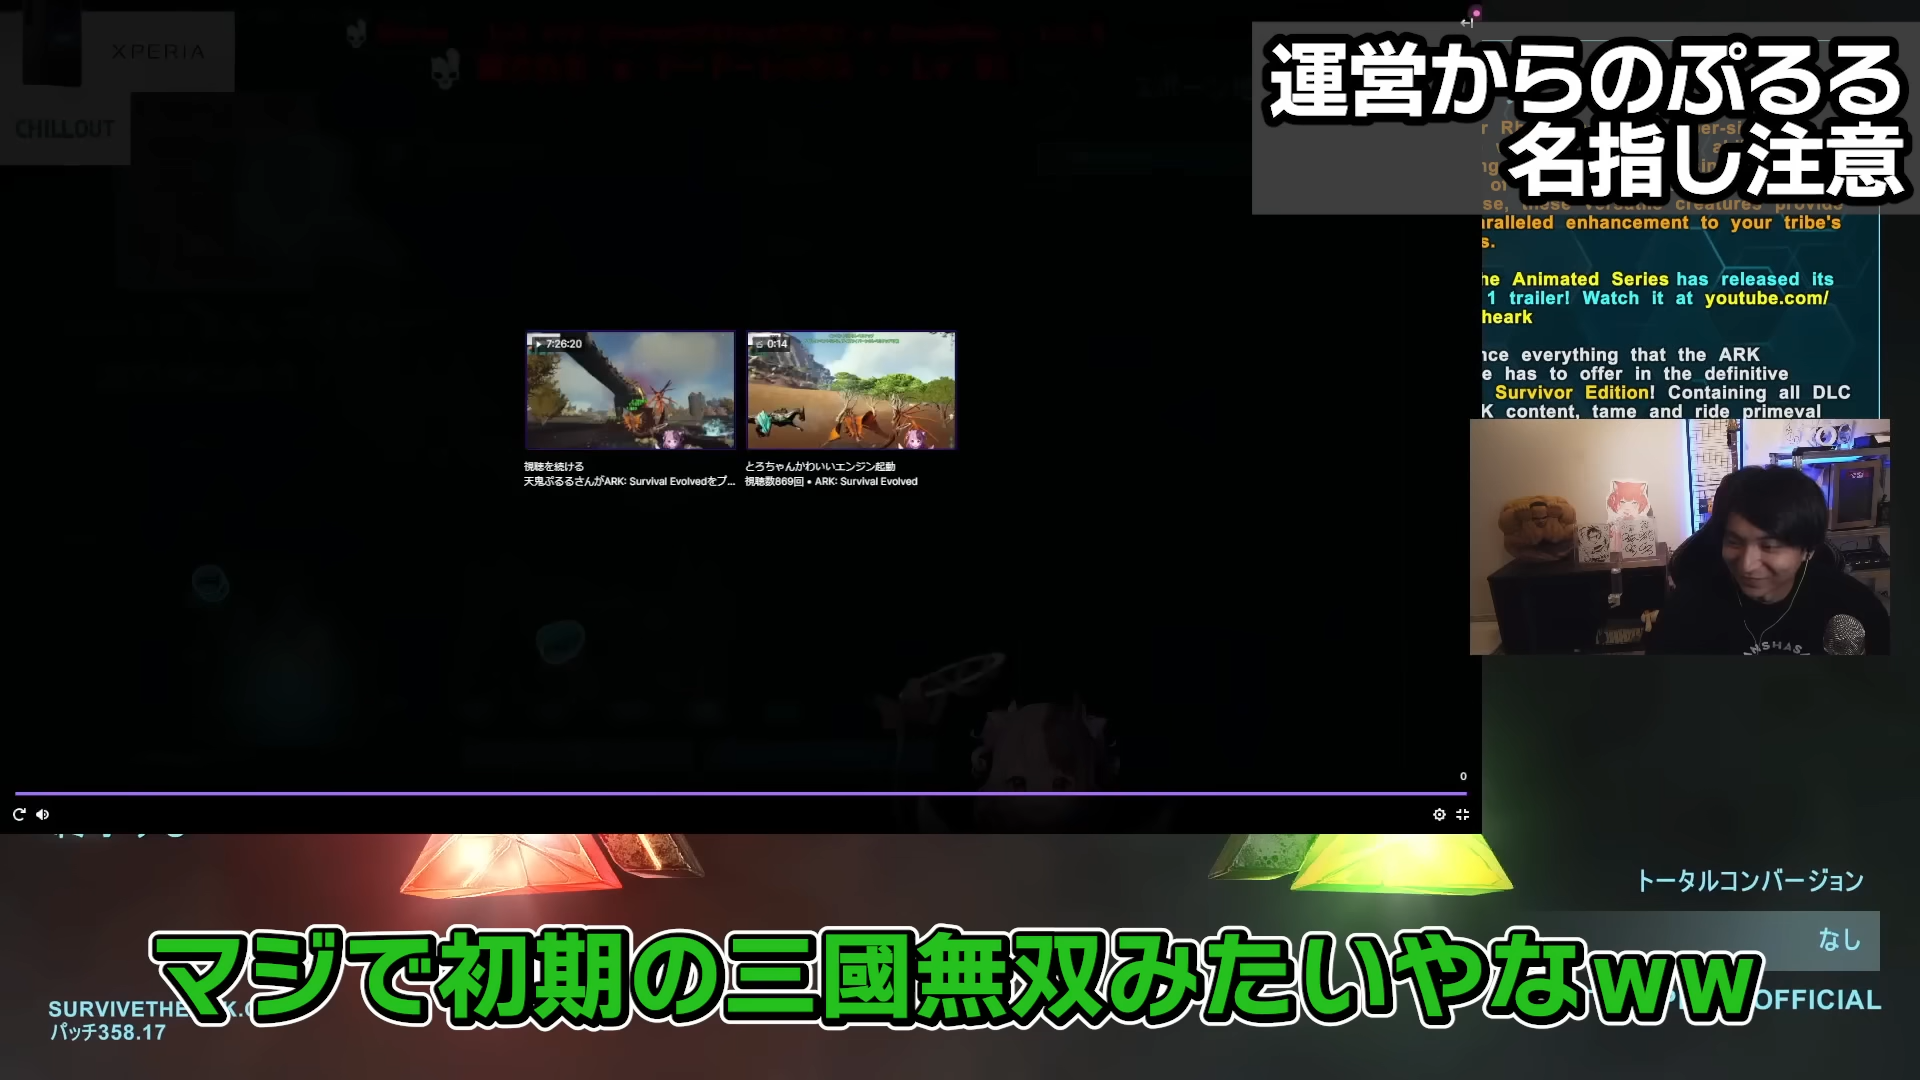 XPERIA
CHILLOUT
運営からのぷるる
名指し注意
raralleled enhancement to your tribe's
s.
he Animated Series has released its
1 trailer! Watch it at youtube.com/
heark
nce everything that the ARK
e has to offer in the definitive
Survivor Edition! Containing all DLC
K content, tame and ride primeval
7:26:20
0:14
視聴を続ける
天鬼ぷるるさんがARK: Survival Evolvedをプ...
とろちゃんかわいいエンジン起動
視聴数869回 • ARK: Survival Evolved
0
トータルコンバージョン
なし
マジで初期の三國無双みたいやなww
SURVIVETHE
パッチ358.17
OFFICIAL